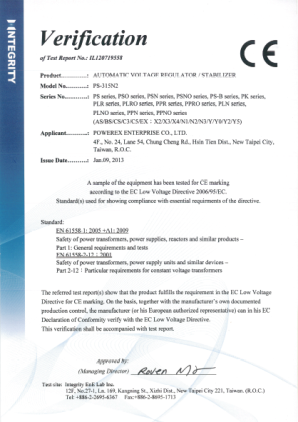 INTEGRITY
Verification
of Test Report No.: IL12071955S
CE
Product.............: AUTOMATIC VOLTAGE REGULATOR / STABILIZER
Model No............: PS-315N2
Series No...........: PS series, PSO series, PSN series, PSNO series, PS-B series, PK series,
PLR series, PLRO series, PPR series, PPRO series, PLN series,
PLNO series, PPN series, PPNO series
(AS/BS/CS/C3/C5/EX : X2/X3/X4/N1/N2/N3/Y/Y0/Y2/Y5)
Applicant...........: POWEREX ENTERPRISE CO., LTD.
4F., No. 24, Lane 54, Chung Cheng Rd., Hsin Tien Dist., New Taipei City,
Taiwan, R.O.C.
Issue Date..........: Jan.09, 2013
A sample of the equipment has been tested for CE marking
according to the EC Low Voltage Directive 2006/95/EC.
Standard(s) used for showing compliance with essential requirements of the directive.
Standard:
EN 61558-1: 2005 +A1: 2009
Safety of power transformers, power supplies, reactors and similar products –
Part 1: General requirements and tests
EN 61558-2-12 : 2001
Safety of power transformers, power supply units and similar devices –
Part 2-12 : Particular requirements for constant voltage transformers
The referred test report(s) show that the product fulfills the requirement in the EC Low Voltage
Directive for CE marking. On the basis, together with the manufacturer's own documented
production control, the manufacturer (or his European authorized representative) can in his EC
Declaration of Conformity verify with the EC Low Voltage Directive.
This verification shall be accompanied with test report.
Approved by:
(Managing Director)
Test site: Integrity
Lab Inc.
12F, No.27-1, Ln. 169, Kangning St., Xizhi Dist., New Taipei City 221, Taiwan. (R.O.C.)
Tel: +886-2-2695-6367 Fax:+886-2-8695-1713